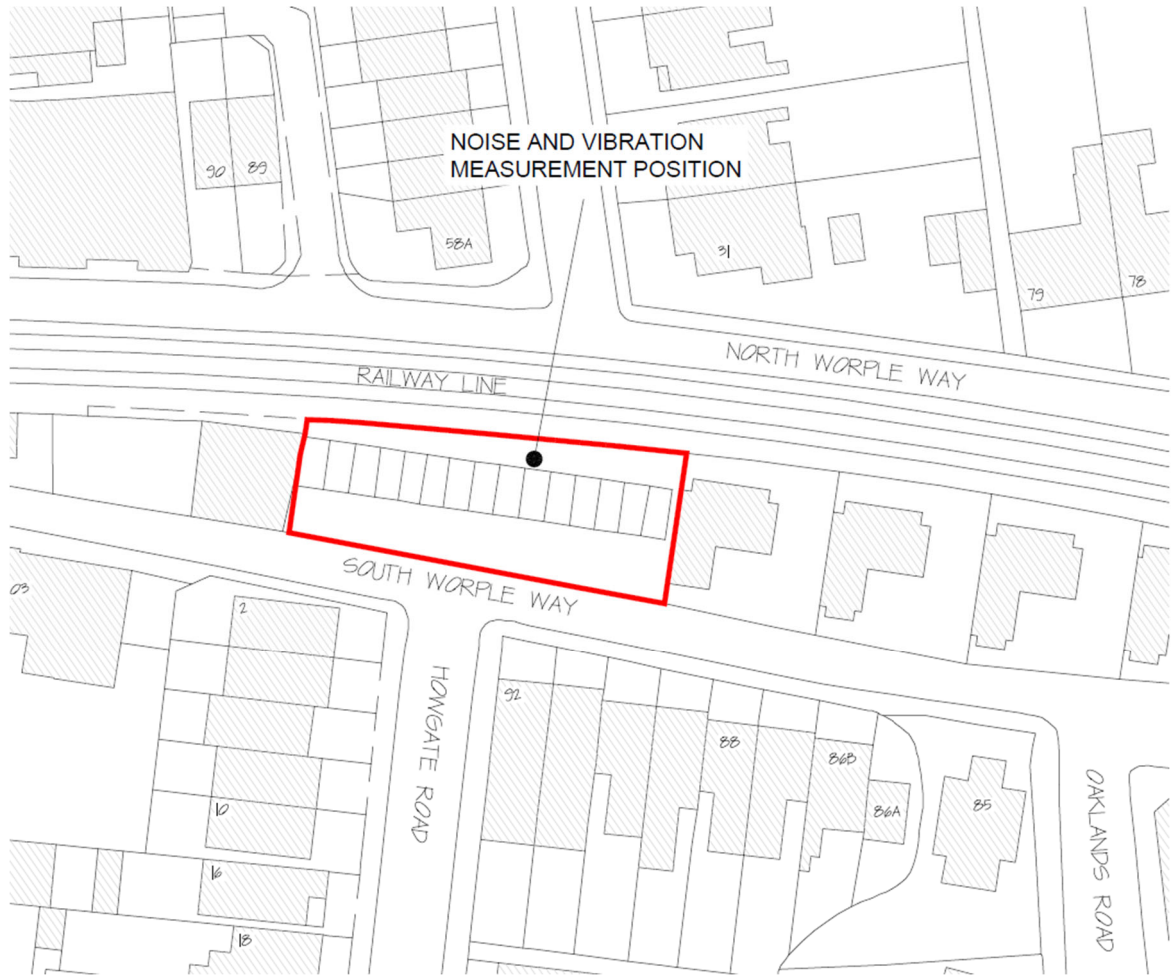 90
89
58A
NOISE AND VIBRATION
MEASUREMENT POSITION
31
79
78
NORTH WORPLE WAY
RAILWAY LINE
SOUTH WORPLE WAY
03
2
10
16
18
HOWGATE ROAD
92
88
86B
86A
85
OAKLANDS ROAD